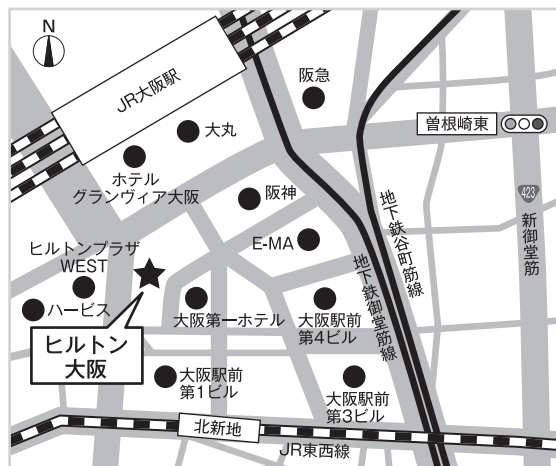 N
JR大阪駅
阪急
大丸
曽根崎東
ホテル
グランヴィア大阪
阪神
423
新御堂筋
地下鉄谷町筋線
E-MA
ヒルトンプラザ
WEST
地下鉄御堂筋線
ハービス
大阪第一ホテル
大阪駅前
第4ビル
ヒルトン
大阪
大阪駅前
第1ビル
大阪駅前
第3ビル
北新地
JR東西線